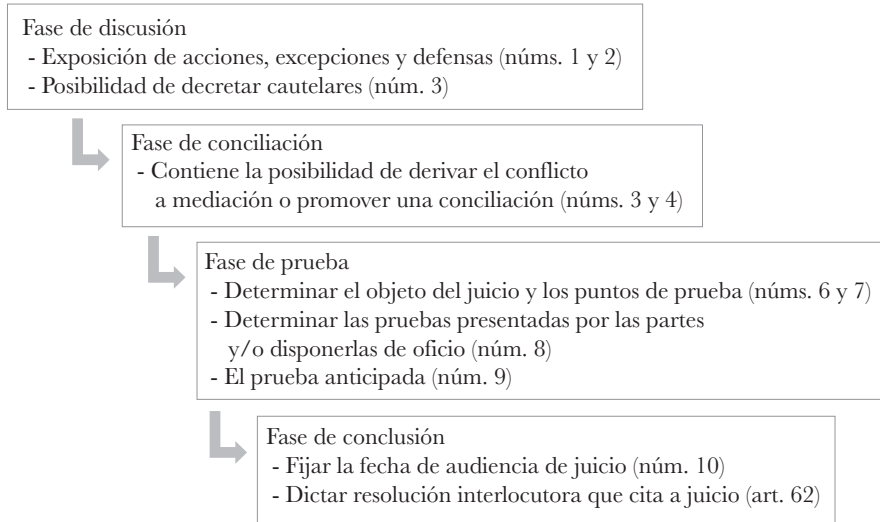 Fase de discusión
- Exposición de acciones, excepciones y defensas (núms. 1 y 2)
- Posibilidad de decretar cautelares (núm. 3)
Fase de conciliación
- Contiene la posibilidad de derivar el conflicto
a mediación o promover una conciliación (núms. 3 y 4)
Fase de prueba
- Determinar el objeto del juicio y los puntos de prueba (núms. 6 y 7)
- Determinar las pruebas presentadas por las partes
y/o disponerlas de oficio (núm. 8)
- El prueba anticipada (núm. 9)
Fase de conclusión
- Fijar la fecha de audiencia de juicio (núm. 10)
- Dictar resolución interlocutora que cita a juicio (art. 62)